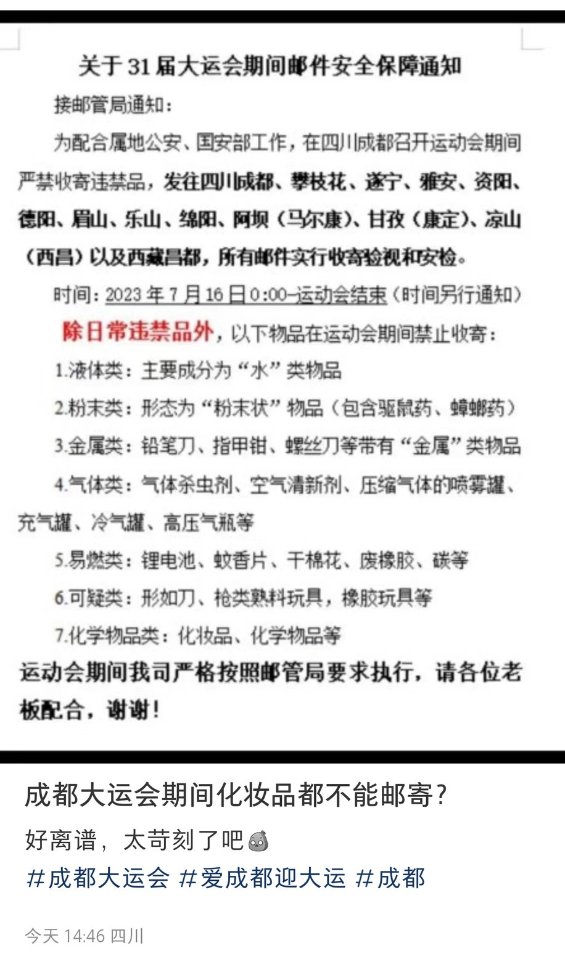 关于31届大运会期间邮件安全保障通知
接邮管局通知：
为配合属地公安、国安部工作，在四川成都召开运动会期间
严禁收寄违禁品，发往四川成都、攀枝花、遂宁、雅安、资阳、
德阳、眉山、乐山、绵阳、阿坝（马尔康）、甘孜（康定）、凉山
（西昌）以及西藏昌都，所有邮件实行收寄验视和安检。
时间：2023年7月16日0:00-运动会结束（时间另行通知）
除日常违禁品外，以下物品在运动会期间禁止收寄：
1.液体类：主要成分为“水”类物品
2.粉末类：形态为“粉末状”物品（包含驱鼠药、蟑螂药）
3.金属类：铅笔刀、指甲钳、螺丝刀等带有“金属”类物品
4.气体类：气体杀虫剂、空气清新剂、压缩气体的喷雾罐、
充气罐、冷气罐、高压气瓶等
5.易燃类：锂电池、蚊香片、干棉花、废橡胶、碳等
6.可疑类：形如刀、枪类熟料玩具，橡胶玩具等
7.化学物品类：化妆品、化学物品等
运动会期间我司严格按照邮管局要求执行，请各位老
板配合，谢谢！
成都大运会期间化妆品都不能邮寄？
好离谱，太苛刻了吧
#成都大运会 #爱成都迎大运 #成都
今天 14:46 四川